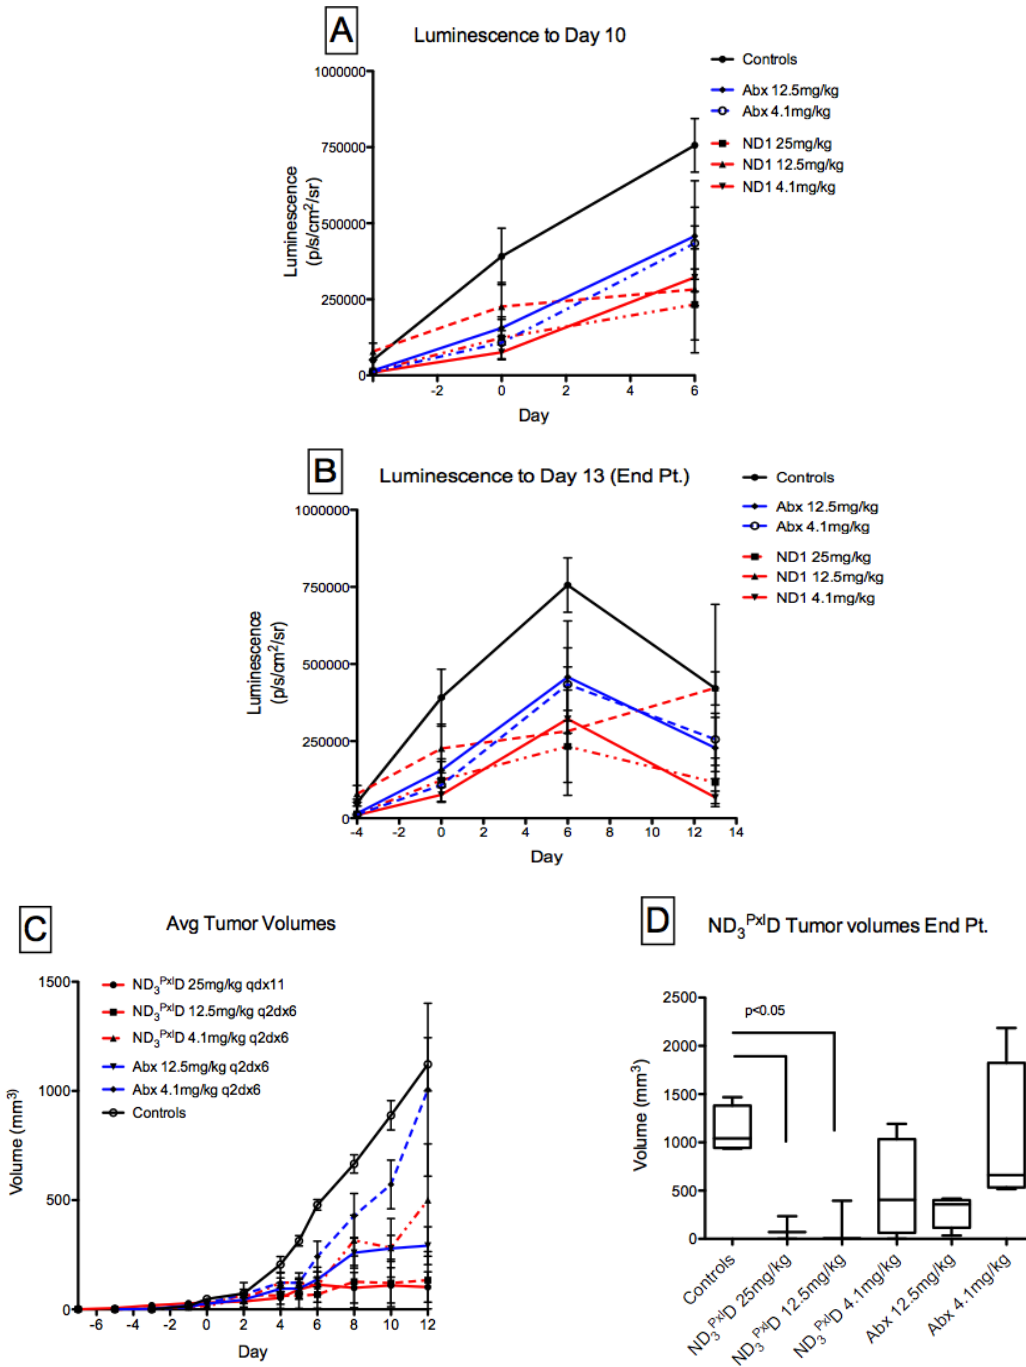 A
Luminescence to Day 10
Controls
Abx 12.5mg/kg
Abx 4.1mg/kg
ND1 25mg/kg
ND1 12.5mg/kg
ND1 4.1mg/kg
1000000
750000
500000
250000
0
Luminescence
(p/s/cm²/sr)
-2 0 2 4 6
Day
B
Luminescence to Day 13 (End Pt.)
Controls
Abx 12.5mg/kg
Abx 4.1mg/kg
ND1 25mg/kg
ND1 12.5mg/kg
ND1 4.1mg/kg
1000000
750000
500000
250000
0
Luminescence
(p/s/cm²/sr)
-4 -2 0 2 4 6 8 10 12 14
Day
C
Avg Tumor Volumes
ND₃ᴾˣˡD 25mg/kg qdx11
ND₃ᴾˣˡD 12.5mg/kg q2dx6
ND₃ᴾˣˡD 4.1mg/kg q2dx6
Abx 12.5mg/kg q2dx6
Abx 4.1mg/kg q2dx6
Controls
1500
1000
500
0
Volume (mm³)
-6 -4 -2 0 2 4 6 8 10 12
Day
D
ND₃ᴾˣˡD Tumor volumes End Pt.
p<0.05
2500
2000
1500
1000
500
0
Volume (mm³)
Controls
ND₃ᴾˣˡD 25mg/kg
ND₃ᴾˣˡD 12.5mg/kg
ND₃ᴾˣˡD 4.1mg/kg
Abx 12.5mg/kg
Abx 4.1mg/kg